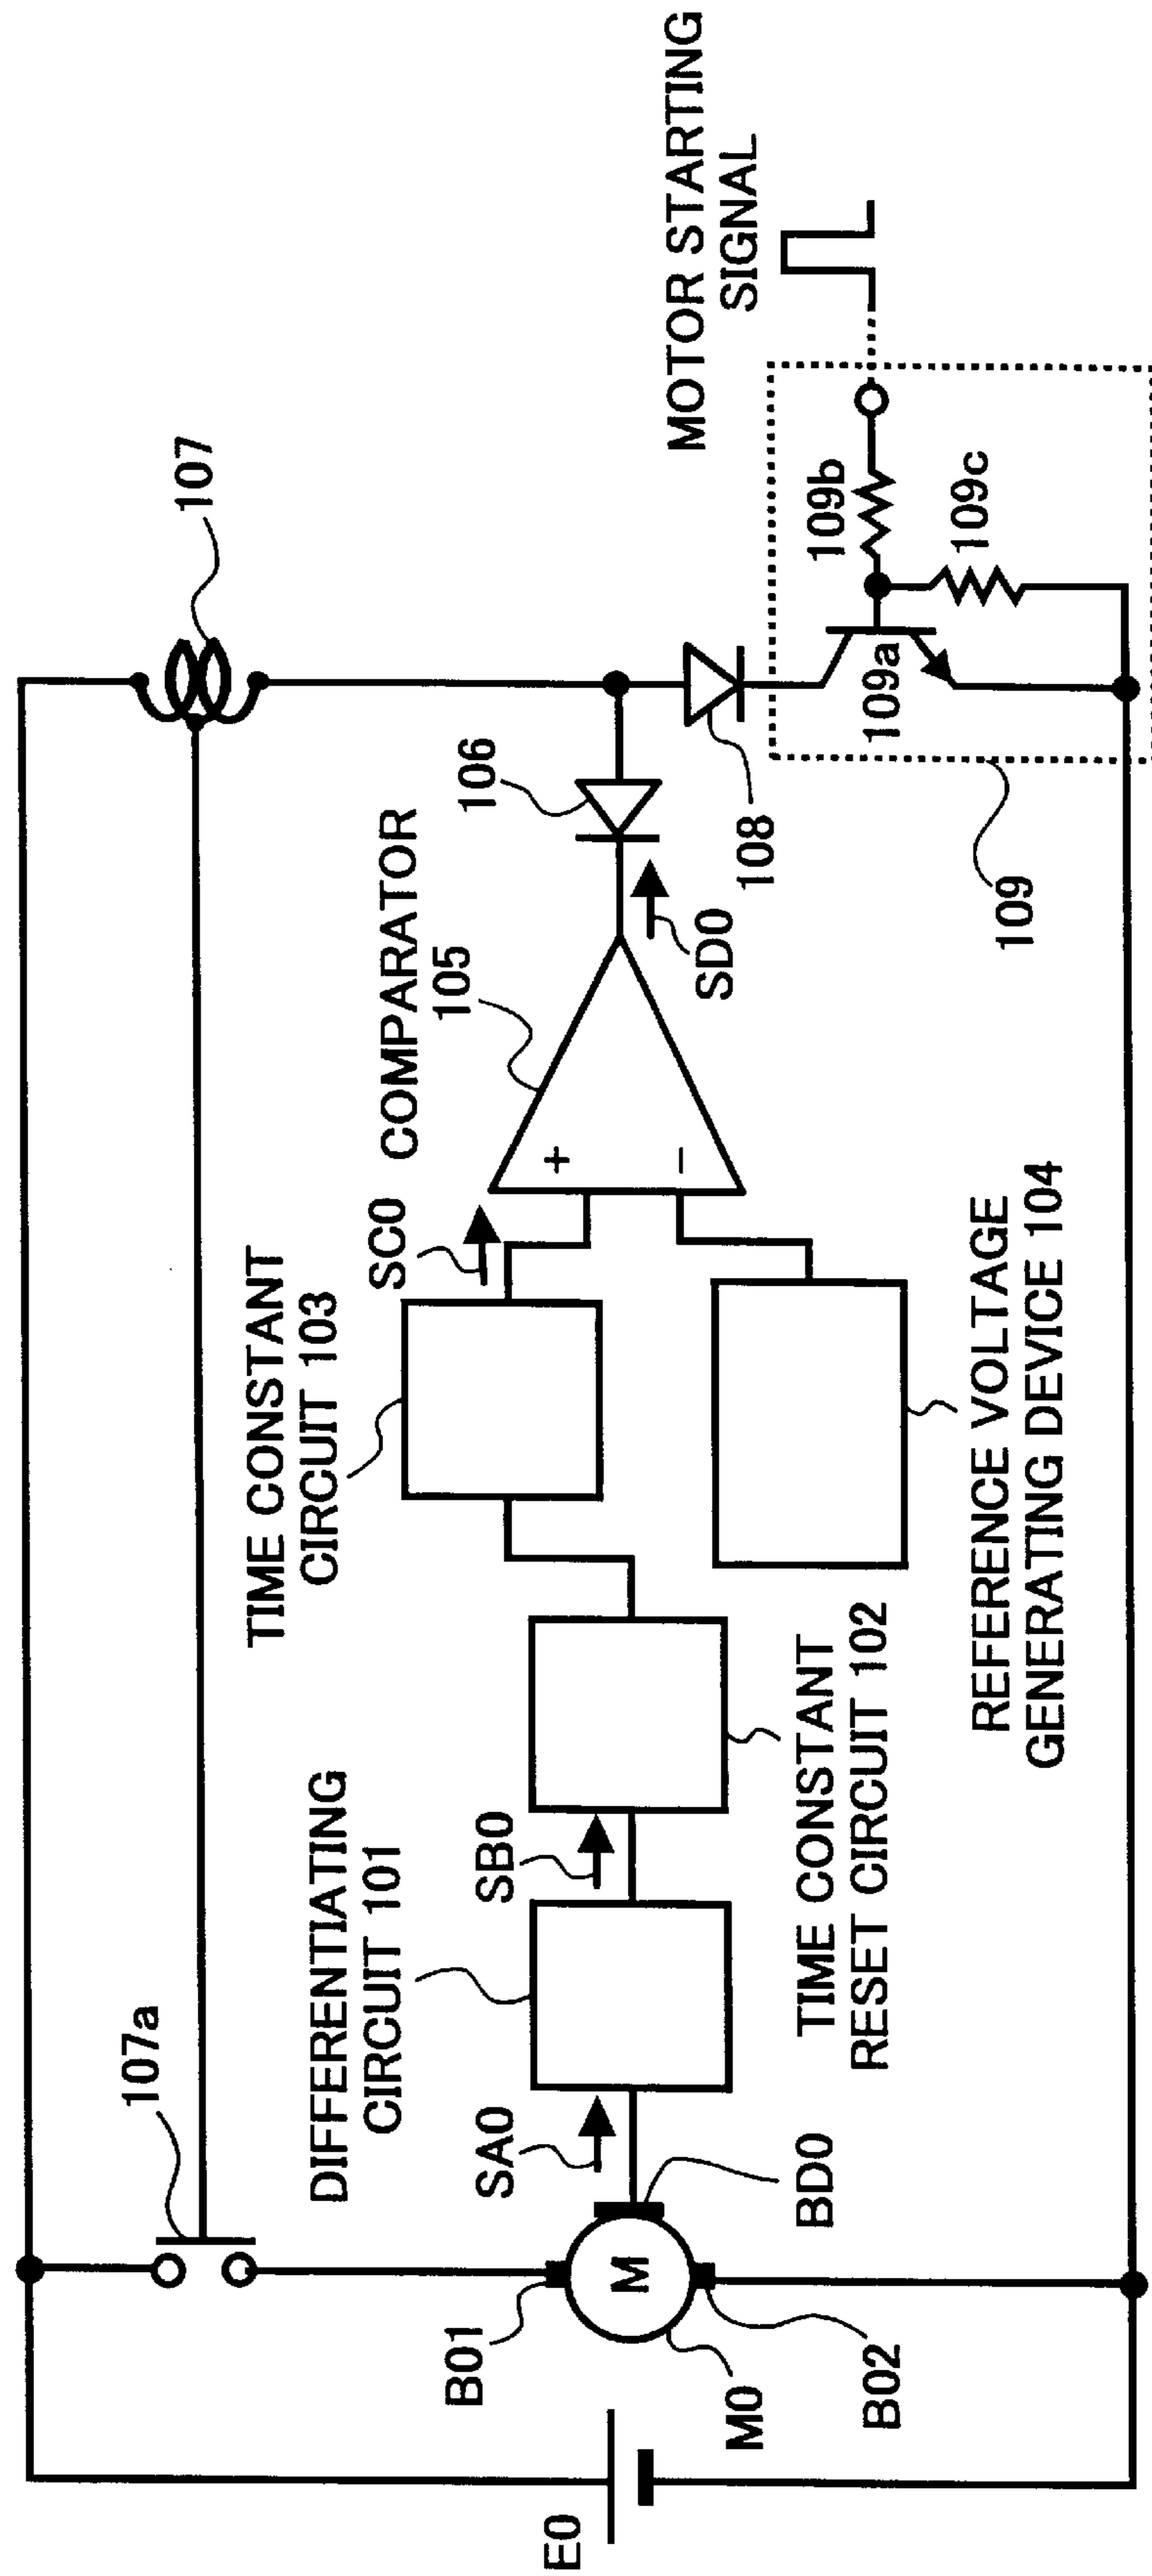 107
107a
MOTOR STARTING
SIGNAL
TIME CONSTANT
CIRCUIT 103
SC0
COMPARATOR
105
106
DIFFERENTIATING
CIRCUIT 101
SA0
SB0
+
−
SD0
108
109b
109a
109c
109
B01
M
E0
M0
B02
BD0
TIME CONSTANT
RESET CIRCUIT 102
REFERENCE VOLTAGE
GENERATING DEVICE 104